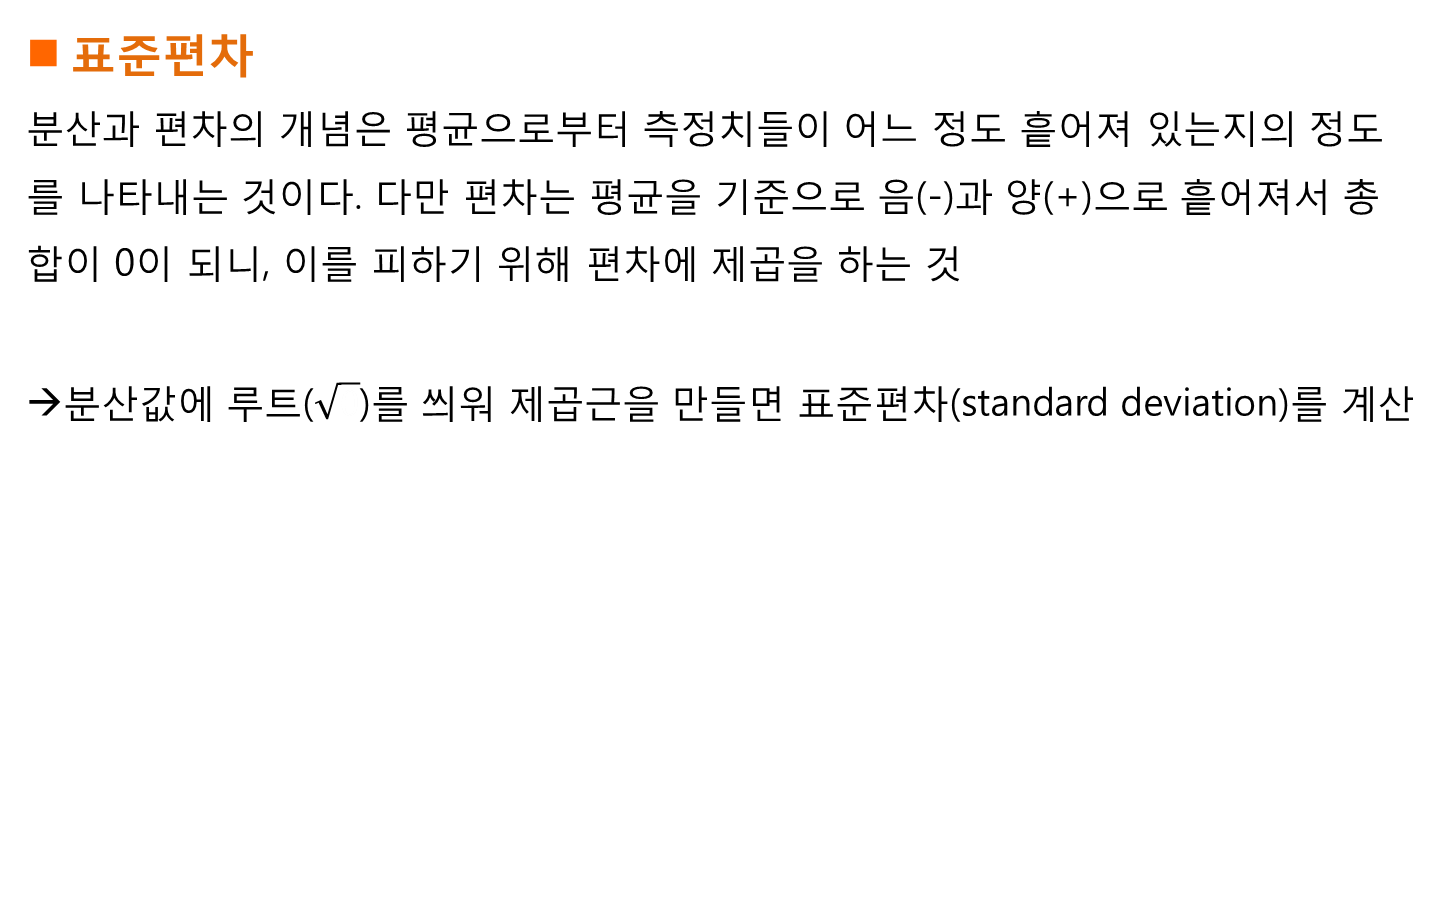 ■ 표준편차
분산과 편차의 개념은 평균으로부터 측정치들이 어느 정도 흩어져 있는지의 정도
를 나타내는 것이다. 다만 편차는 평균을 기준으로 음(-)과 양(+)으로 흩어져서 총
합이 0이 되니, 이를 피하기 위해 편차에 제곱을 하는 것
→분산값에 루트(√‾)를 씌워 제곱근을 만들면 표준편차(standard deviation)를 계산